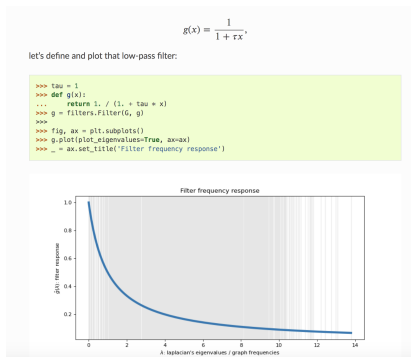 g(x) = 1 / (1 + τx),
let's define and plot that low-pass filter:
>>> tau = 1
>>> def g(x):
...     return 1. / (1. + tau * x)
>>> g = filters.Filter(G, g)
>>>
>>> fig, ax = plt.subplots()
>>> g.plot(plot_eigenvalues=True, ax=ax)
>>> _ = ax.set_title('Filter frequency response')
Filter frequency response
1.0
0.8
0.6
0.4
0.2
ĝ(λ): filter response
0 2 4 6 8 10 12 14
λ: laplacian's eigenvalues / graph frequencies